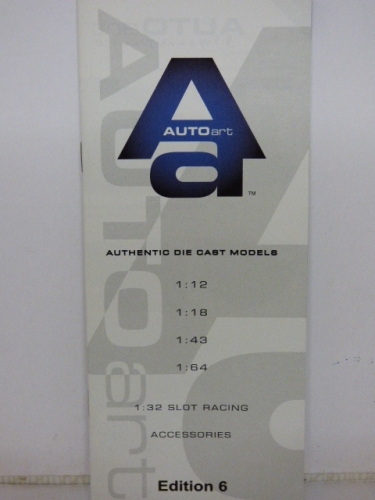 AUTOart
TM
AUTHENTIC DIE CAST MODELS
1:12
1:18
1:43
1:64
1:32 SLOT RACING
ACCESSORIES
Edition 6
AUTOart